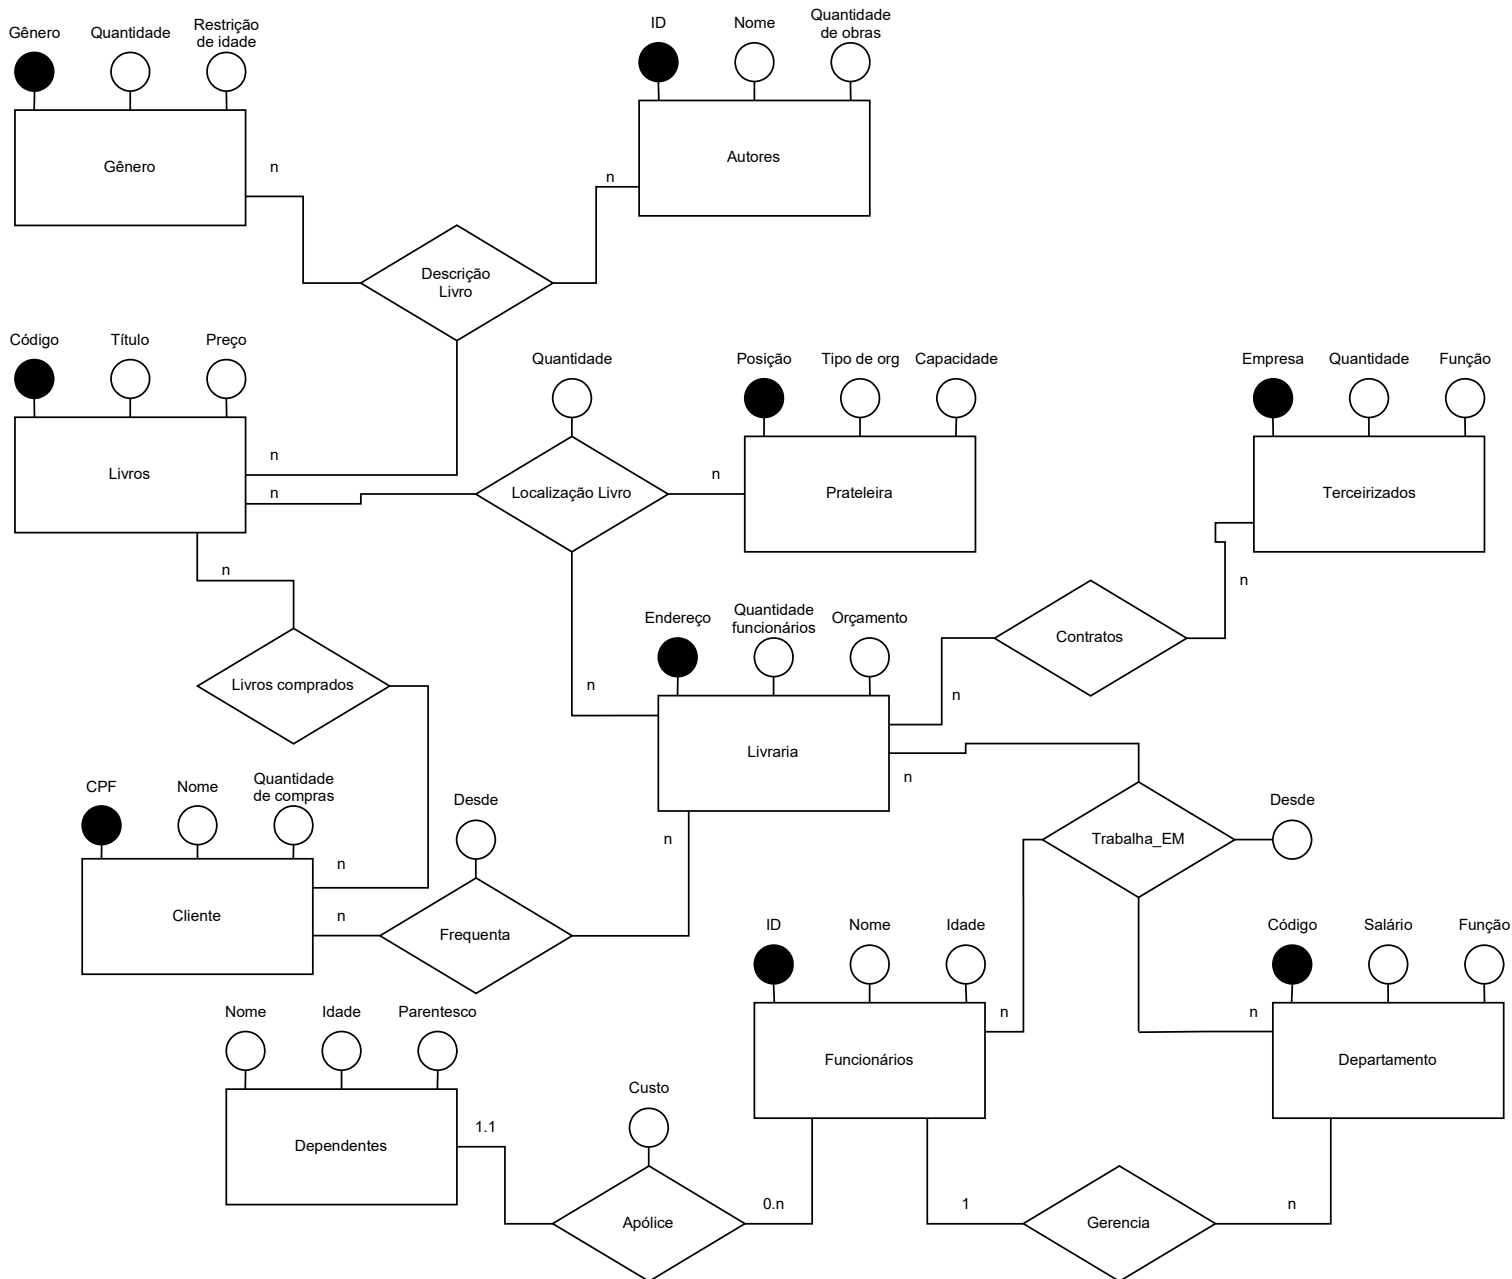 Gênero
Quantidade
Restrição
de idade
ID
Nome
Quantidade
de obras
Gênero
n
Autores
n
Descrição
Livro
Código
Título
Preço
Livros
n
n
n
Quantidade
Localização Livro
n
n
Posição
Tipo de org
Capacidade
Prateleira
Empresa
Quantidade
Função
Terceirizados
n
Contratos
n
Endereço
Quantidade
funcionários
Orçamento
Livraria
n
n
Livros comprados
CPF
Nome
Quantidade
de compras
Cliente
n
n
Desde
Frequenta
Trabalha_EM
Desde
ID
Nome
Idade
Funcionários
n
Código
Salário
Função
Departamento
n
Nome
Idade
Parentesco
Dependentes
1.1
Custo
Apólice
0.n
1
Gerencia
n